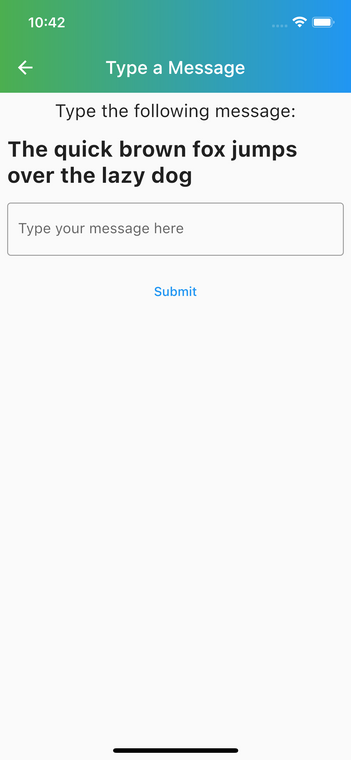 10:42
Type a Message
Type the following message:
The quick brown fox jumps
over the lazy dog
Type your message here
Submit